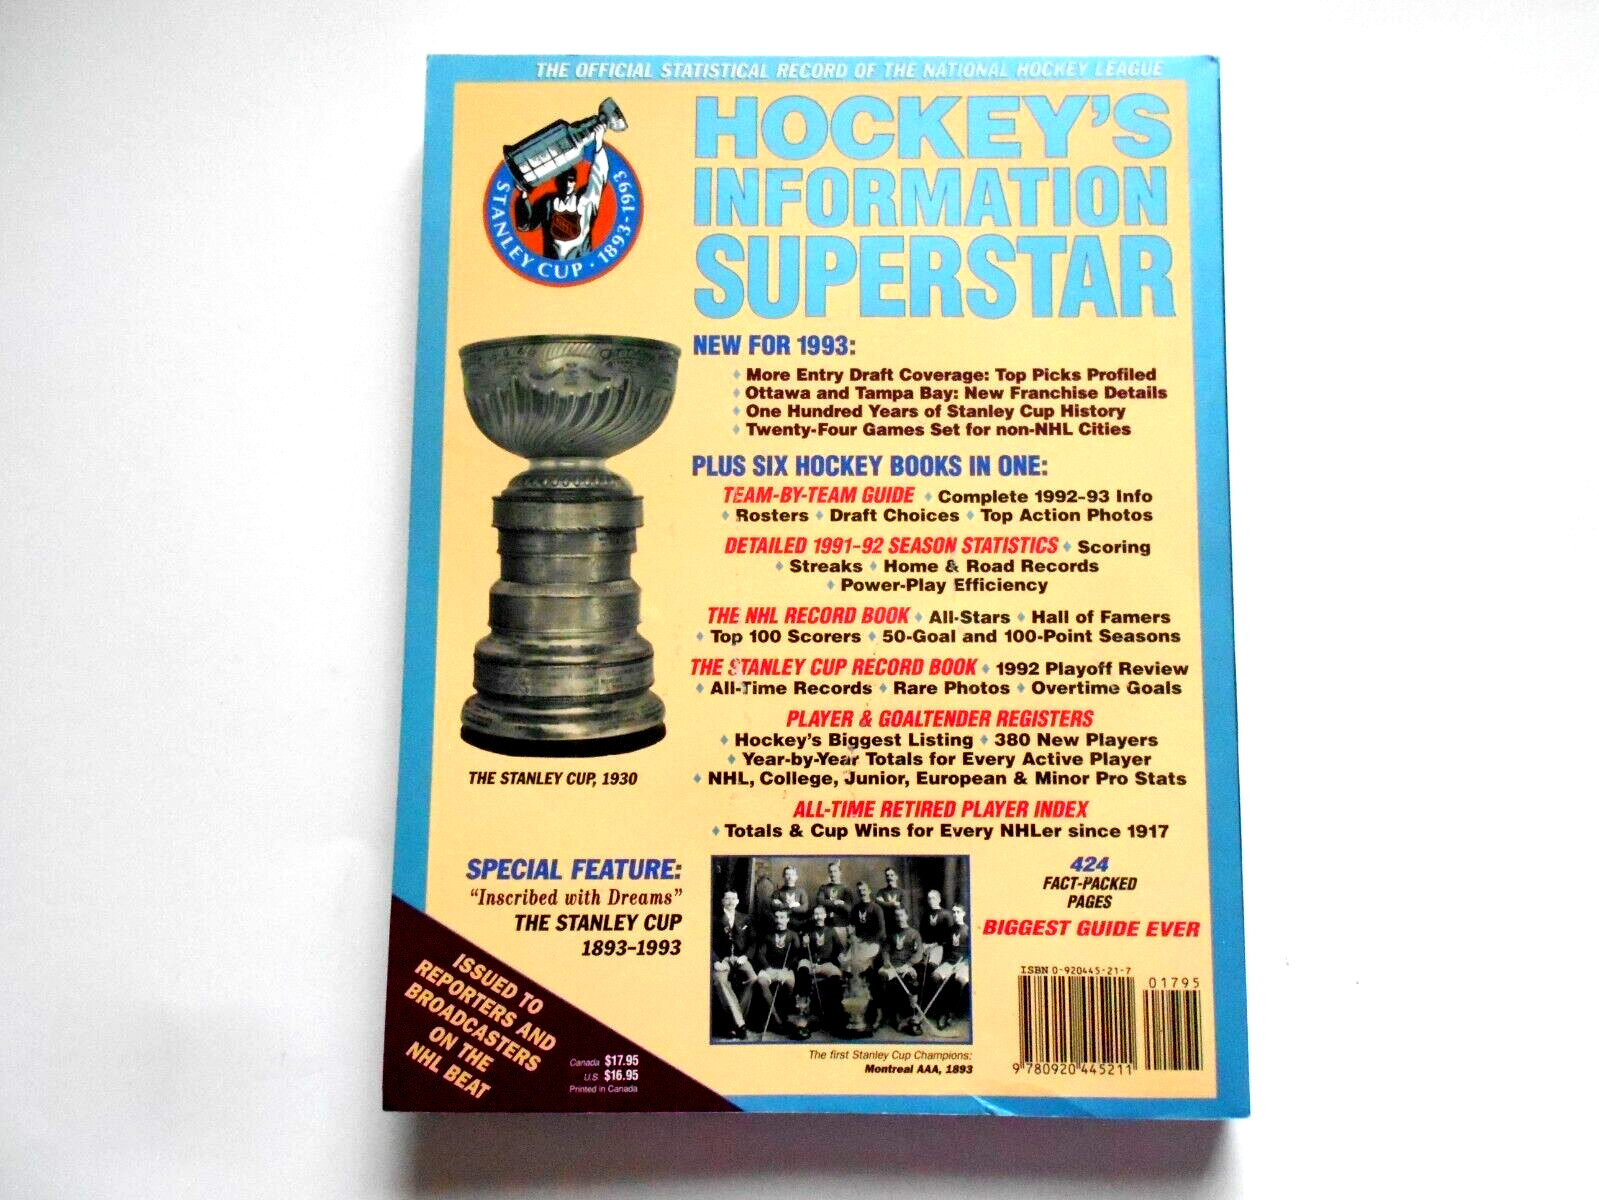 THE OFFICIAL STATISTICAL RECORD OF THE NATIONAL HOCKEY LEAGUE
STANLEY CUP · 1893-1993
HOCKEY'S
INFORMATION
SUPERSTAR
NEW FOR 1993:
♦ More Entry Draft Coverage: Top Picks Profiled
♦ Ottawa and Tampa Bay: New Franchise Details
♦ One Hundred Years of Stanley Cup History
♦ Twenty-Four Games Set for non-NHL Cities
PLUS SIX HOCKEY BOOKS IN ONE:
TEAM-BY-TEAM GUIDE ♦ Complete 1992-93 Info
♦ Rosters ♦ Draft Choices ♦ Top Action Photos
DETAILED 1991-92 SEASON STATISTICS ♦ Scoring
♦ Streaks ♦ Home & Road Records
♦ Power-Play Efficiency
THE NHL RECORD BOOK ♦ All-Stars ♦ Hall of Famers
♦ Top 100 Scorers ♦ 50-Goal and 100-Point Seasons
THE STANLEY CUP RECORD BOOK ♦ 1992 Playoff Review
♦ All-Time Records ♦ Rare Photos ♦ Overtime Goals
PLAYER & GOALTENDER REGISTERS
♦ Hockey's Biggest Listing ♦ 380 New Players
♦ Year-by-Year Totals for Every Active Player
♦ NHL, College, Junior, European & Minor Pro Stats
ALL-TIME RETIRED PLAYER INDEX
♦ Totals & Cup Wins for Every NHLer since 1917
THE STANLEY CUP, 1930
SPECIAL FEATURE:
"Inscribed with Dreams"
THE STANLEY CUP
1893-1993
ISSUED TO
REPORTERS AND
BROADCASTERS
ON THE
NHL BEAT
Canada $17.95
U.S. $16.95
Printed in Canada
The first Stanley Cup Champions:
Montreal AAA, 1893
424
FACT-PACKED
PAGES
BIGGEST GUIDE EVER
ISBN 0-920445-21-7
01795
9 780920 445211